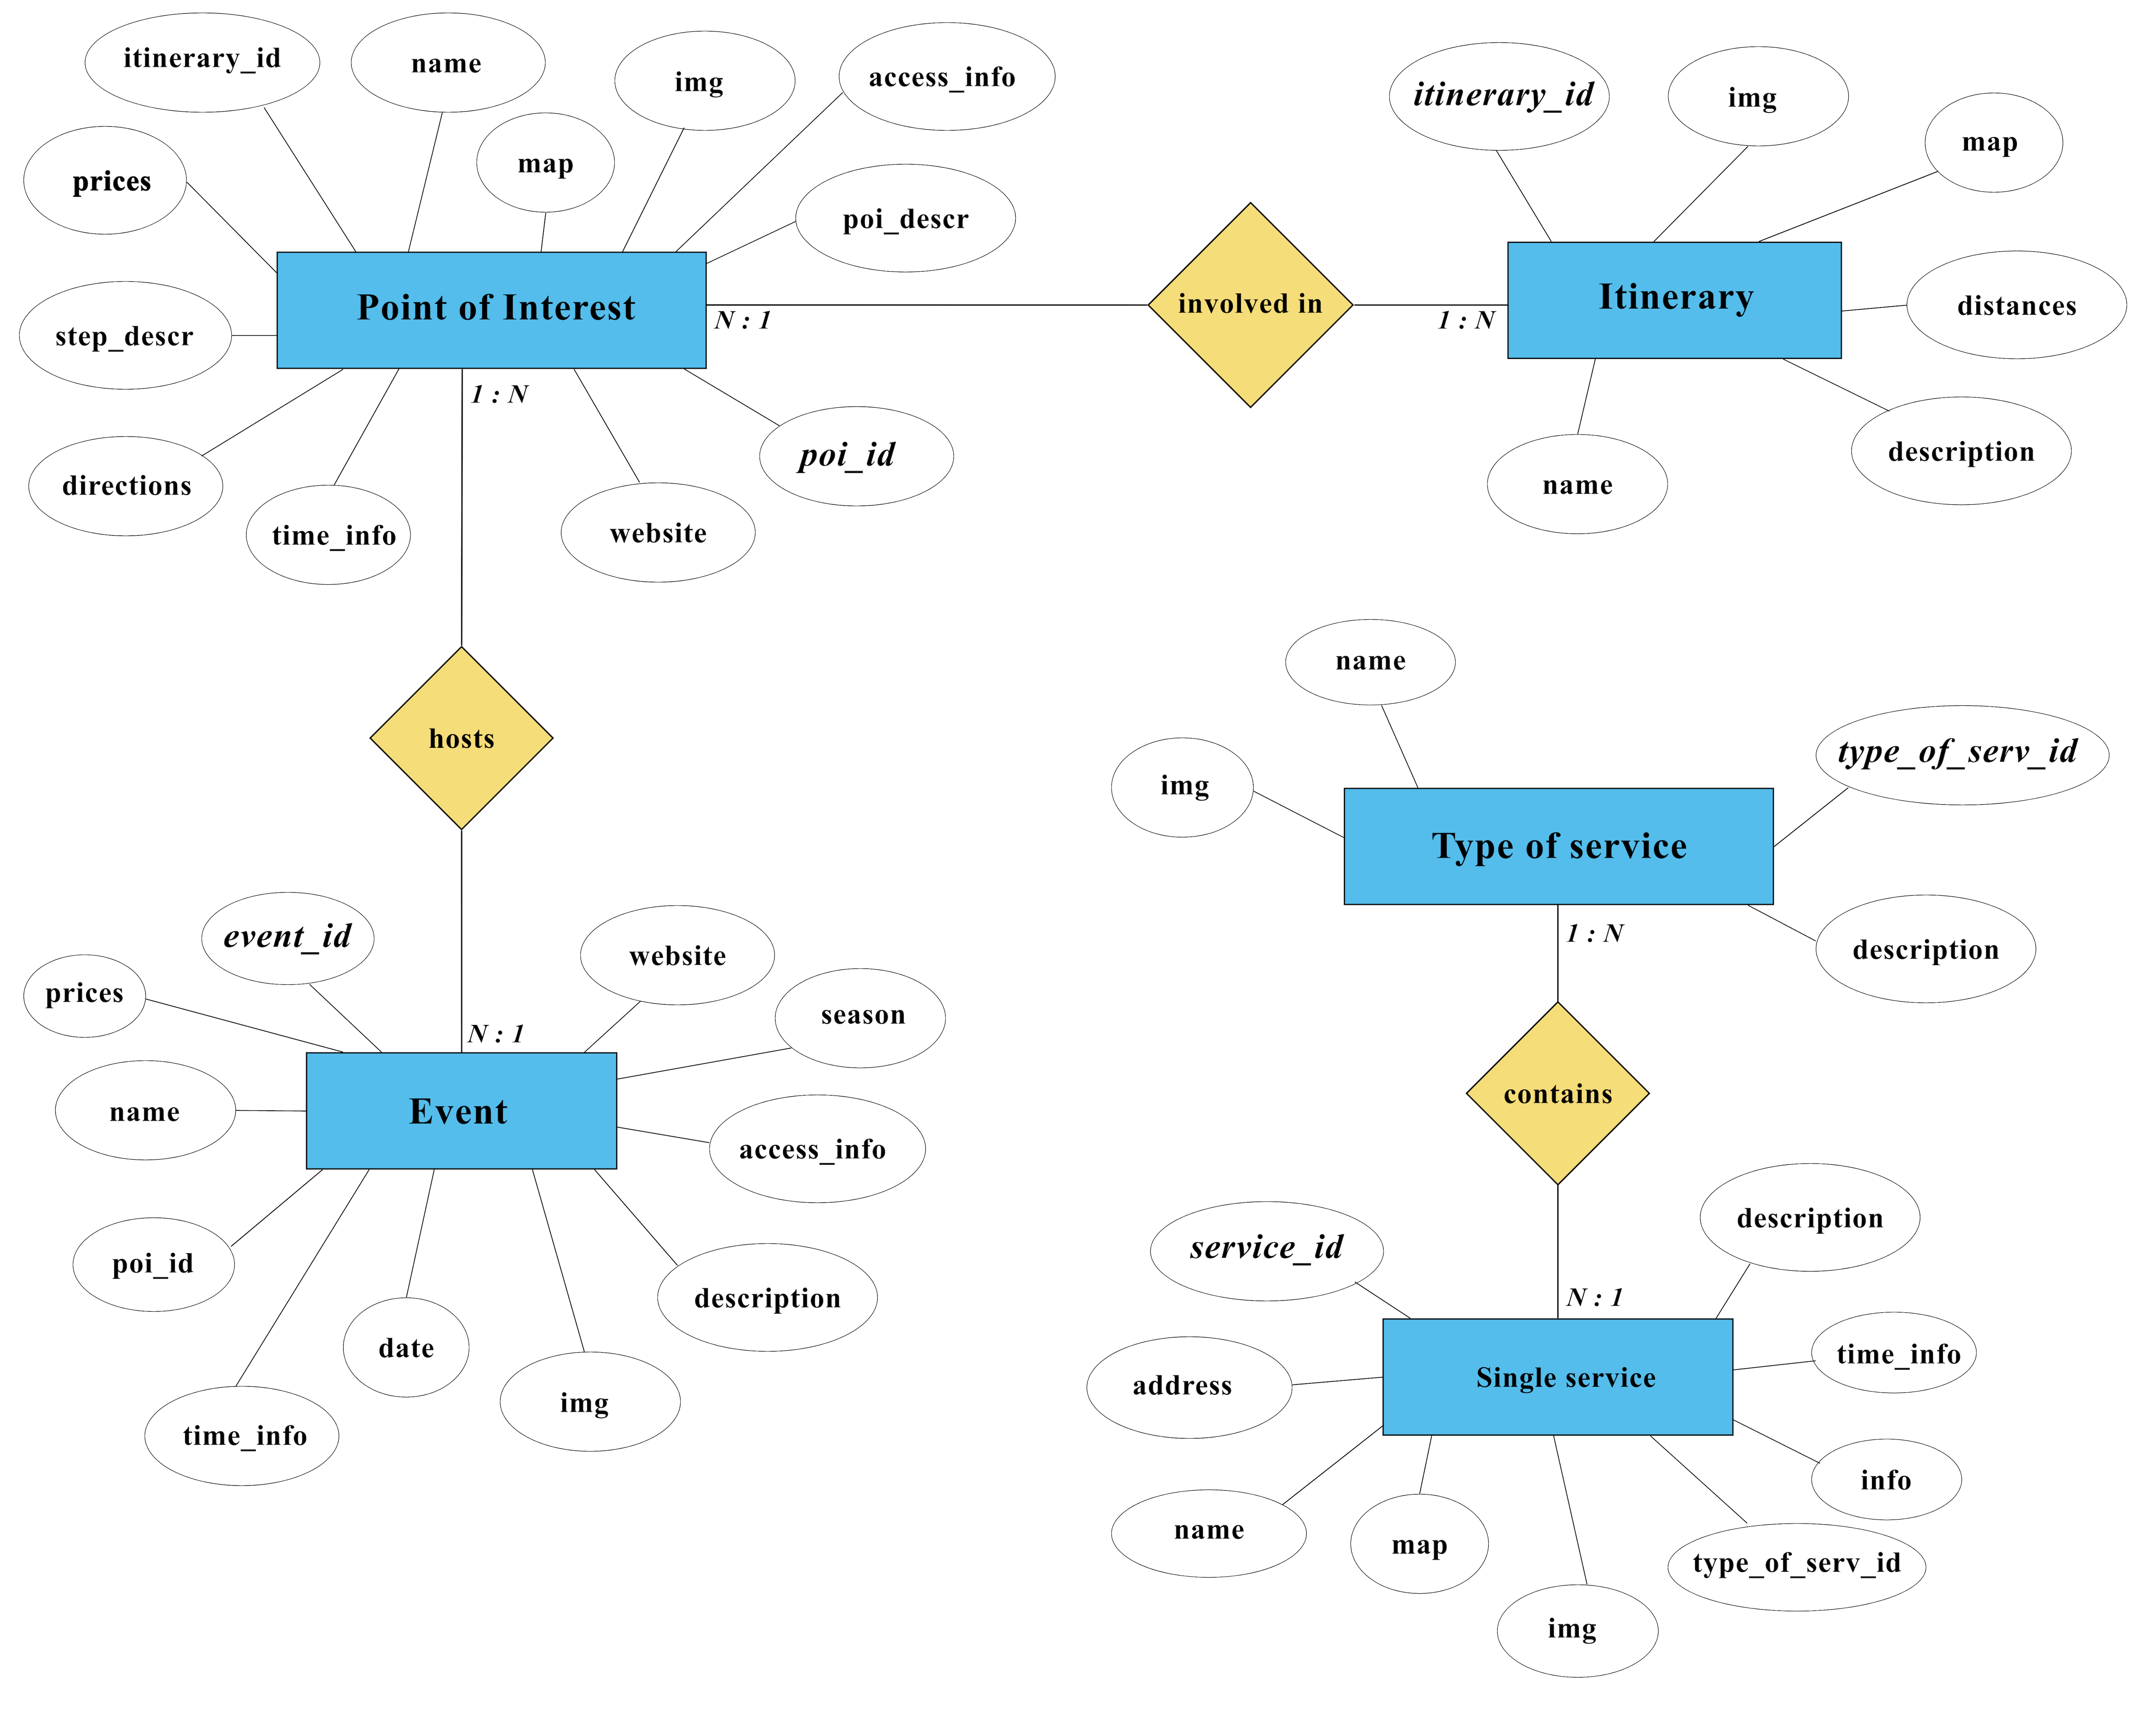 itinerary_id
name
img
access_info
prices
map
poi_descr
Point of Interest
step_descr
N : 1
1 : N
directions
time_info
website
poi_id
involved in
1 : N
itinerary_id
img
map
Itinerary
distances
name
description
hosts
name
img
type_of_serv_id
Type of service
description
1 : N
contains
event_id
website
prices
season
N : 1
name
Event
access_info
poi_id
description
date
img
time_info
service_id
description
N : 1
address
Single service
time_info
info
name
map
type_of_serv_id
img